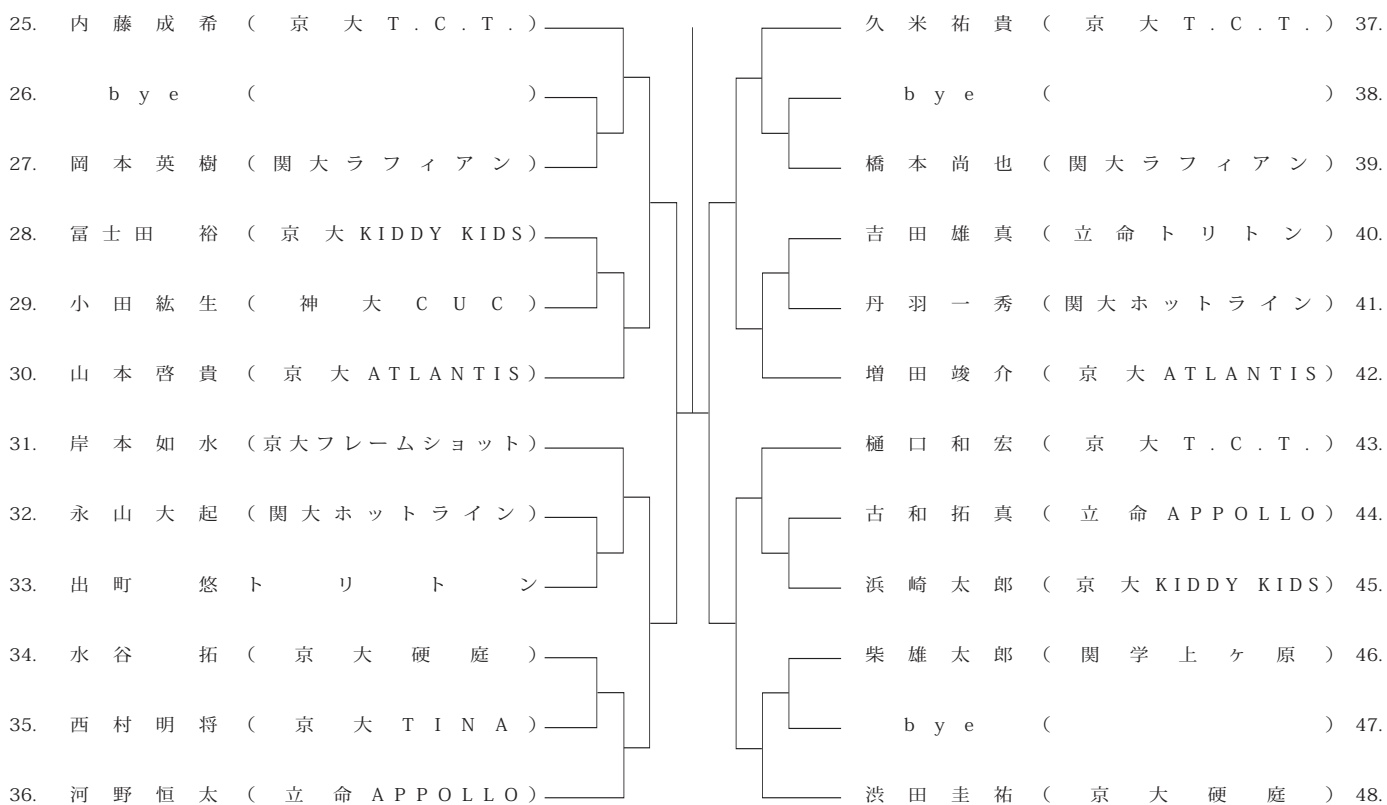 25. 内藤成希（京大T.C.T.）
26. bye（ ）
27. 岡本英樹（関大ラフィアン）
28. 冨士田 裕（京大KIDDY KIDS）
29. 小田紘生（神大CUC）
30. 山本啓貴（京大ATLANTIS）
31. 岸本如水（京大フレームショット）
32. 永山大起（関大ホットライン）
33. 出町 悠トリトン
34. 水谷 拓（京大硬庭）
35. 西村明将（京大TINA）
36. 河野恒太（立命APPOLLO）
久米祐貴（京大T.C.T.）37.
bye（ ）38.
橋本尚也（関大ラフィアン）39.
吉田雄真（立命トリトン）40.
丹羽一秀（関大ホットライン）41.
増田竣介（京大ATLANTIS）42.
樋口和宏（京大T.C.T.）43.
古和拓真（立命APPOLLO）44.
浜崎太郎（京大KIDDY KIDS）45.
柴雄太郎（関学上ヶ原）46.
bye（ ）47.
渋田圭祐（京大硬庭）48.